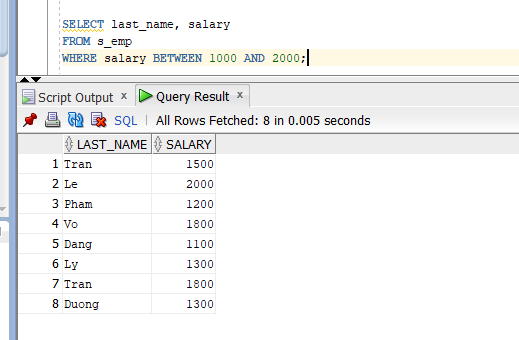 SELECT last_name, salary
FROM s_emp
WHERE salary BETWEEN 1000 AND 2000;
Script Output x Query Result x
SQL | All Rows Fetched: 8 in 0.005 seconds
LAST_NAME SALARY
1 Tran 1500
2 Le 2000
3 Pham 1200
4 Vo 1800
5 Dang 1100
6 Ly 1300
7 Tran 1800
8 Duong 1300